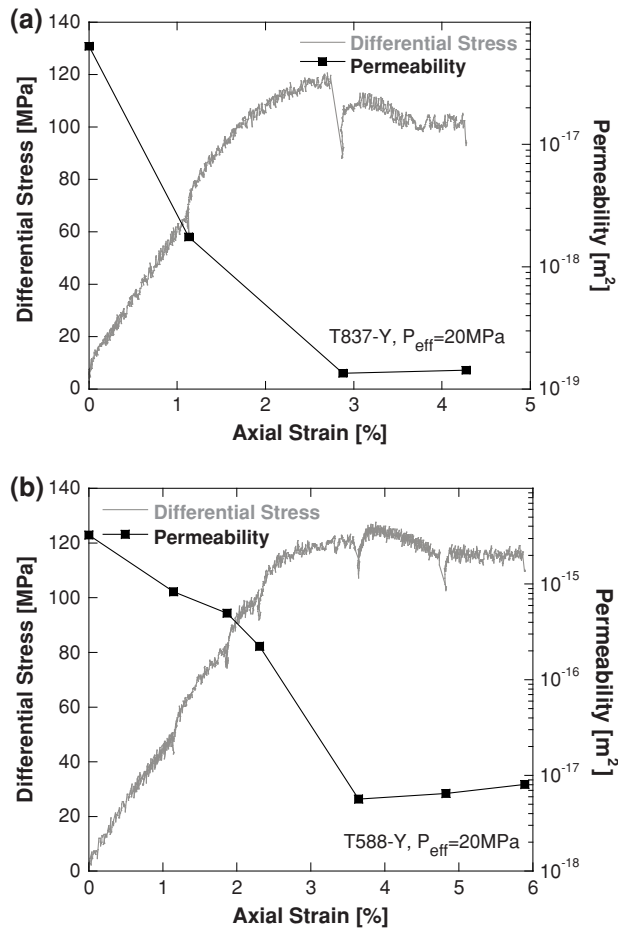 (a)
140
120
100
80
60
40
20
0
Differential Stress [MPa]
Differential Stress
Permeability
10⁻¹⁷
10⁻¹⁸
10⁻¹⁹
Permeability [m²]
T837-Y, P_eff=20MPa
0 1 2 3 4 5
Axial Strain [%]
(b)
140
120
100
80
60
40
20
0
Differential Stress [MPa]
Differential Stress
Permeability
10⁻¹⁵
10⁻¹⁶
10⁻¹⁷
10⁻¹⁸
Permeability [m²]
T588-Y, P_eff=20MPa
0 1 2 3 4 5 6
Axial Strain [%]